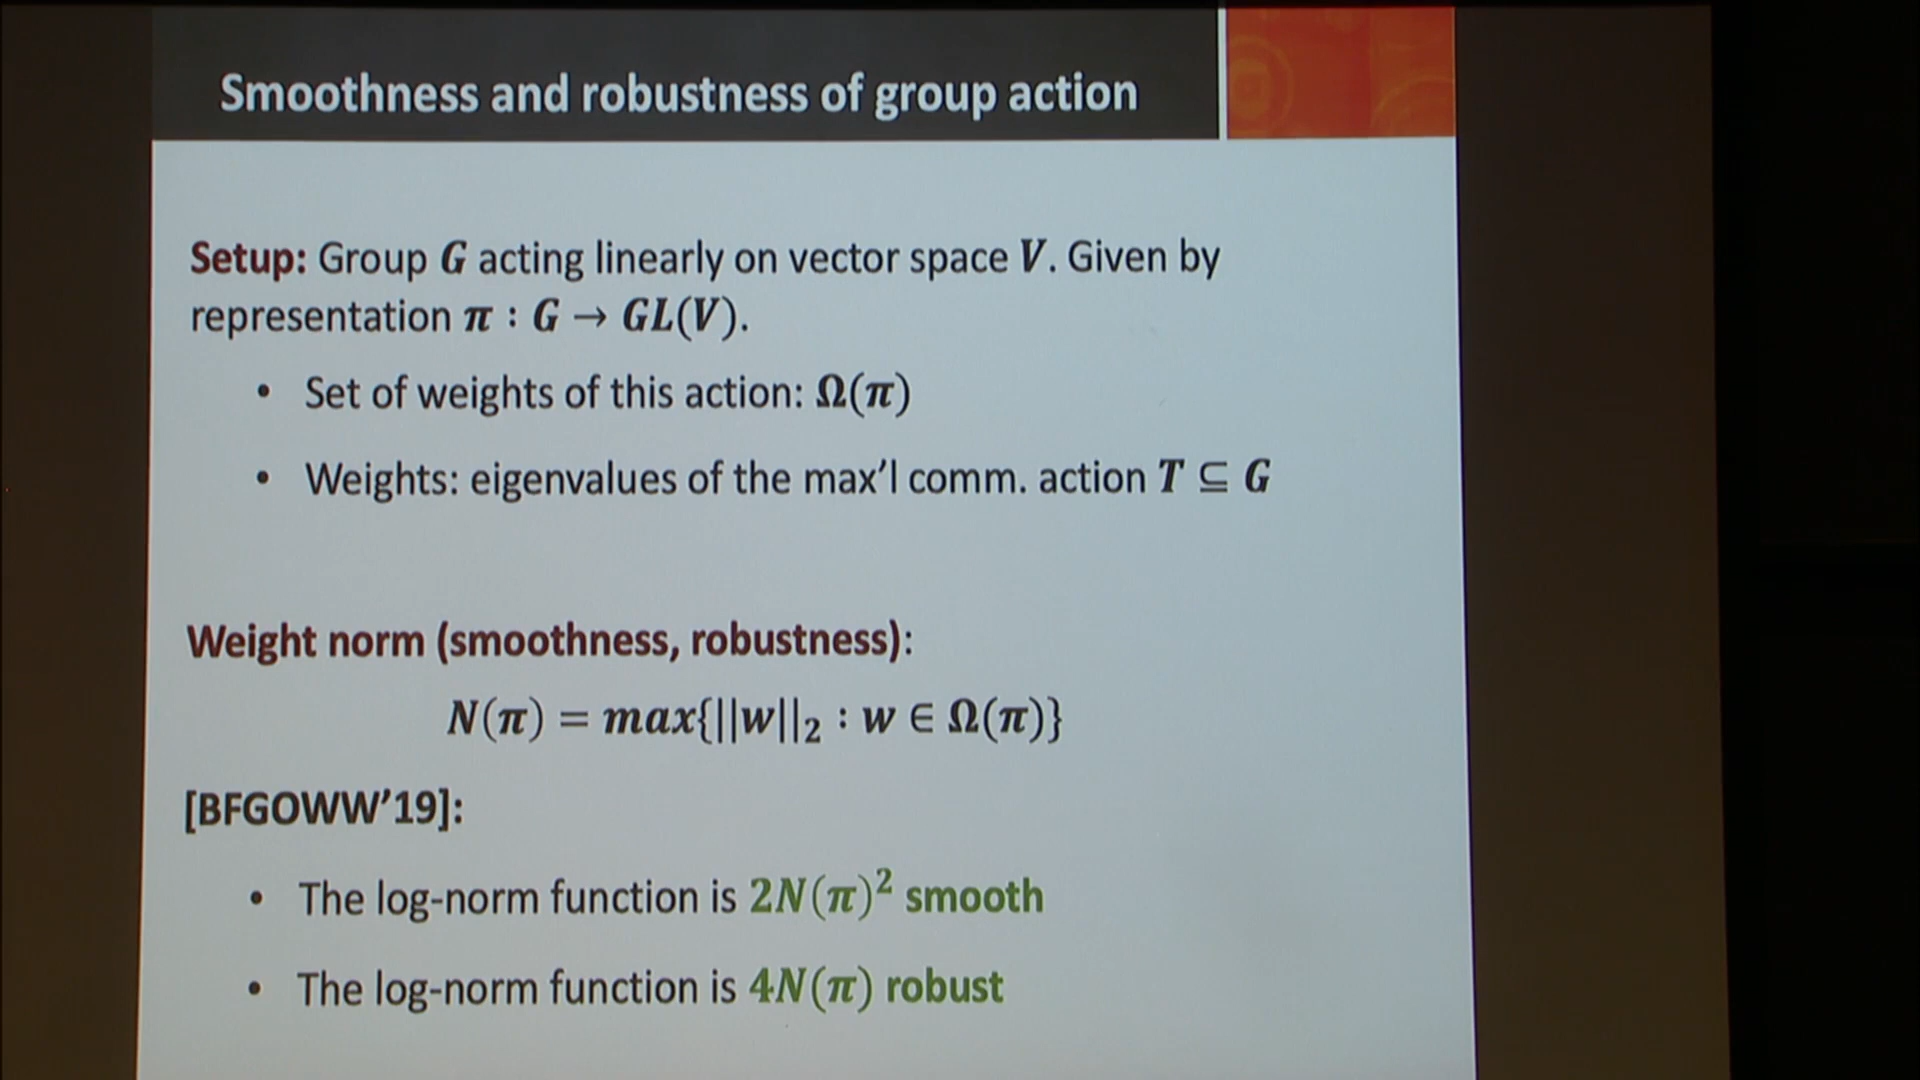 Smoothness and robustness of group action
Setup: Group G acting linearly on vector space V. Given by
representation π : G → GL(V).
• Set of weights of this action: Ω(π)
• Weights: eigenvalues of the max'l comm. action T ⊆ G
Weight norm (smoothness, robustness):
N(π) = max{||w||₂ : w ∈ Ω(π)}
[BFGOWW'19]:
• The log-norm function is 2N(π)² smooth
• The log-norm function is 4N(π) robust